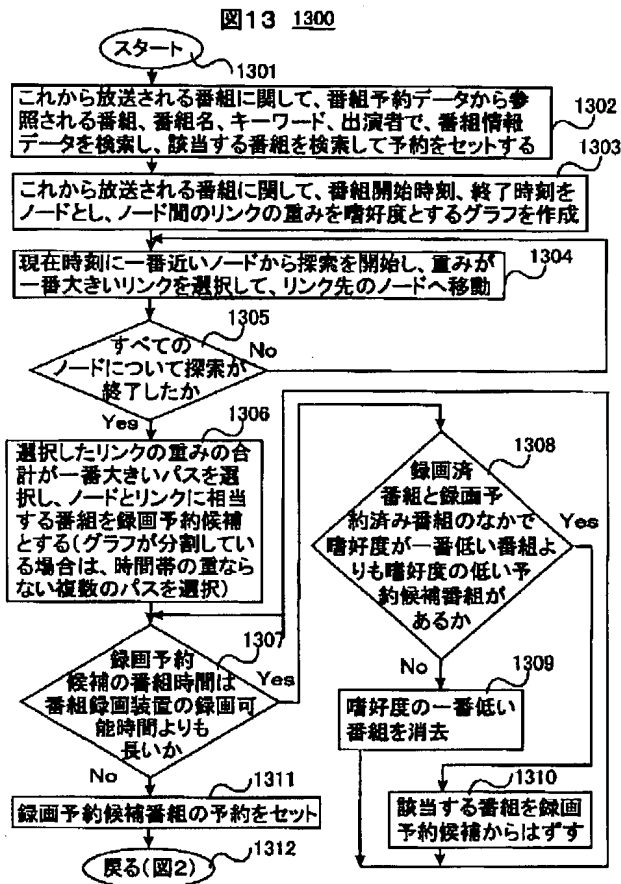 図13 1300
スタート
1301
これから放送される番組に関して、番組予約データから参
照される番組、番組名、キーワード、出演者で、番組情報
データを検索し、該当する番組を検索して予約をセットする
1302
これから放送される番組に関して、番組開始時刻、終了時刻を
ノードとし、ノード間のリンクの重みを嗜好度とするグラフを作成
1303
現在時刻に一番近いノードから探索を開始し、重みが
一番大きいリンクを選択して、リンク先のノードへ移動
1304
すべての
ノードについて探索が
終了したか
1305
No
Yes
1306
選択したリンクの重みの合
計が一番大きいパスを選
択し、ノードとリンクに相当
する番組を録画予約候補
とする(グラフが分割してい
る場合は、時間帯の重なら
ない複数のパスを選択)
1307
録画予約
候補の番組時間は
番組録画装置の録画可
能時間よりも
長いか
Yes
No
1308
録画済
番組と録画予
約済み番組のなかで
嗜好度が一番低い番組よ
りも嗜好度の低い予
約候補番組が
あるか
Yes
No
1309
嗜好度の一番低い
番組を消去
1310
該当する番組を録画
予約候補からはずす
1311
録画予約候補番組の予約をセット
戻る(図2)
1312